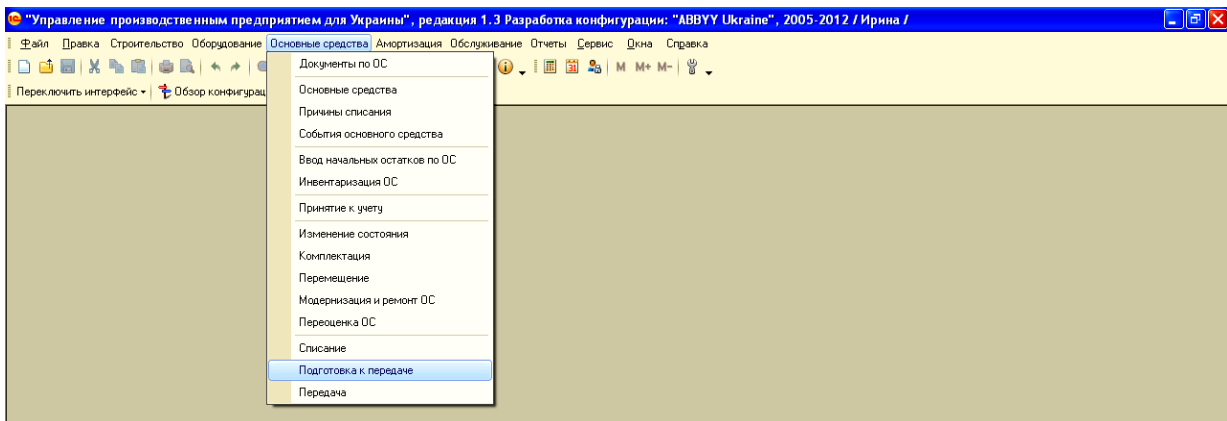 "Управление производственным предприятием для Украины", редакция 1.3 Разработка конфигурации: "ABBYY Ukraine", 2005-2012 / Ирина /
Файл Правка Строительство Оборудование Основные средства Амортизация Обслуживание Отчеты Сервис Окна Справка
Документы по ОС
M M+ M-
Основные средства
Переключить интерфейс Обзор конфигурац
Причины списания
События основного средства
Ввод начальных остатков по ОС
Инвентаризация ОС
Принятие к учету
Изменение состояния
Комплектация
Перемещение
Модернизация и ремонт ОС
Переоценка ОС
Списание
Подготовка к передаче
Передача